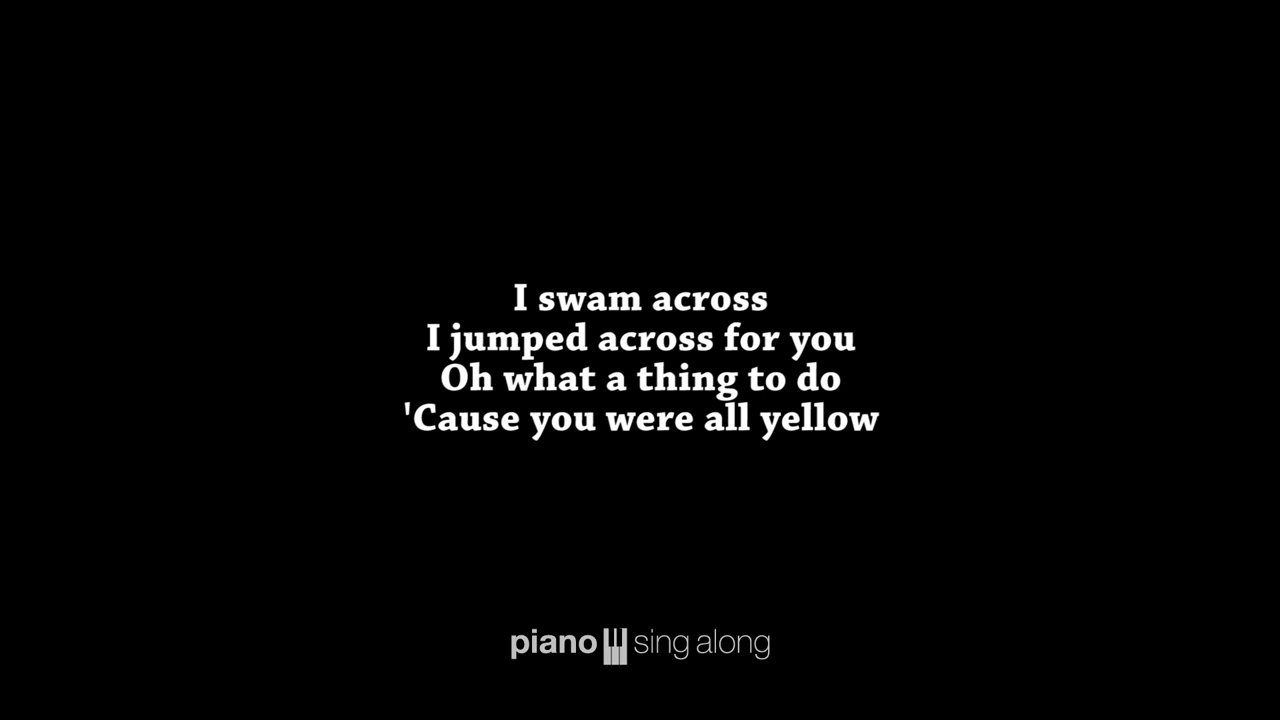 I swam across
I jumped across for you
Oh what a thing to do
'Cause you were all yellow
piano sing along